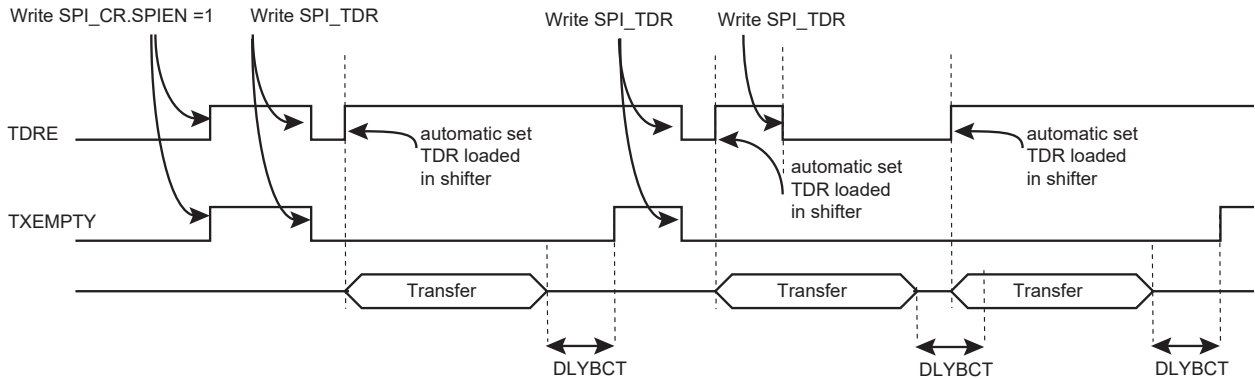 Write SPI_CR.SPIEN =1
Write SPI_TDR
Write SPI_TDR
Write SPI_TDR
TDRE
automatic set
TDR loaded
in shifter
automatic set
TDR loaded
in shifter
automatic set
TDR loaded
in shifter
TXEMPTY
Transfer
Transfer
Transfer
DLYBCT
DLYBCT
DLYBCT